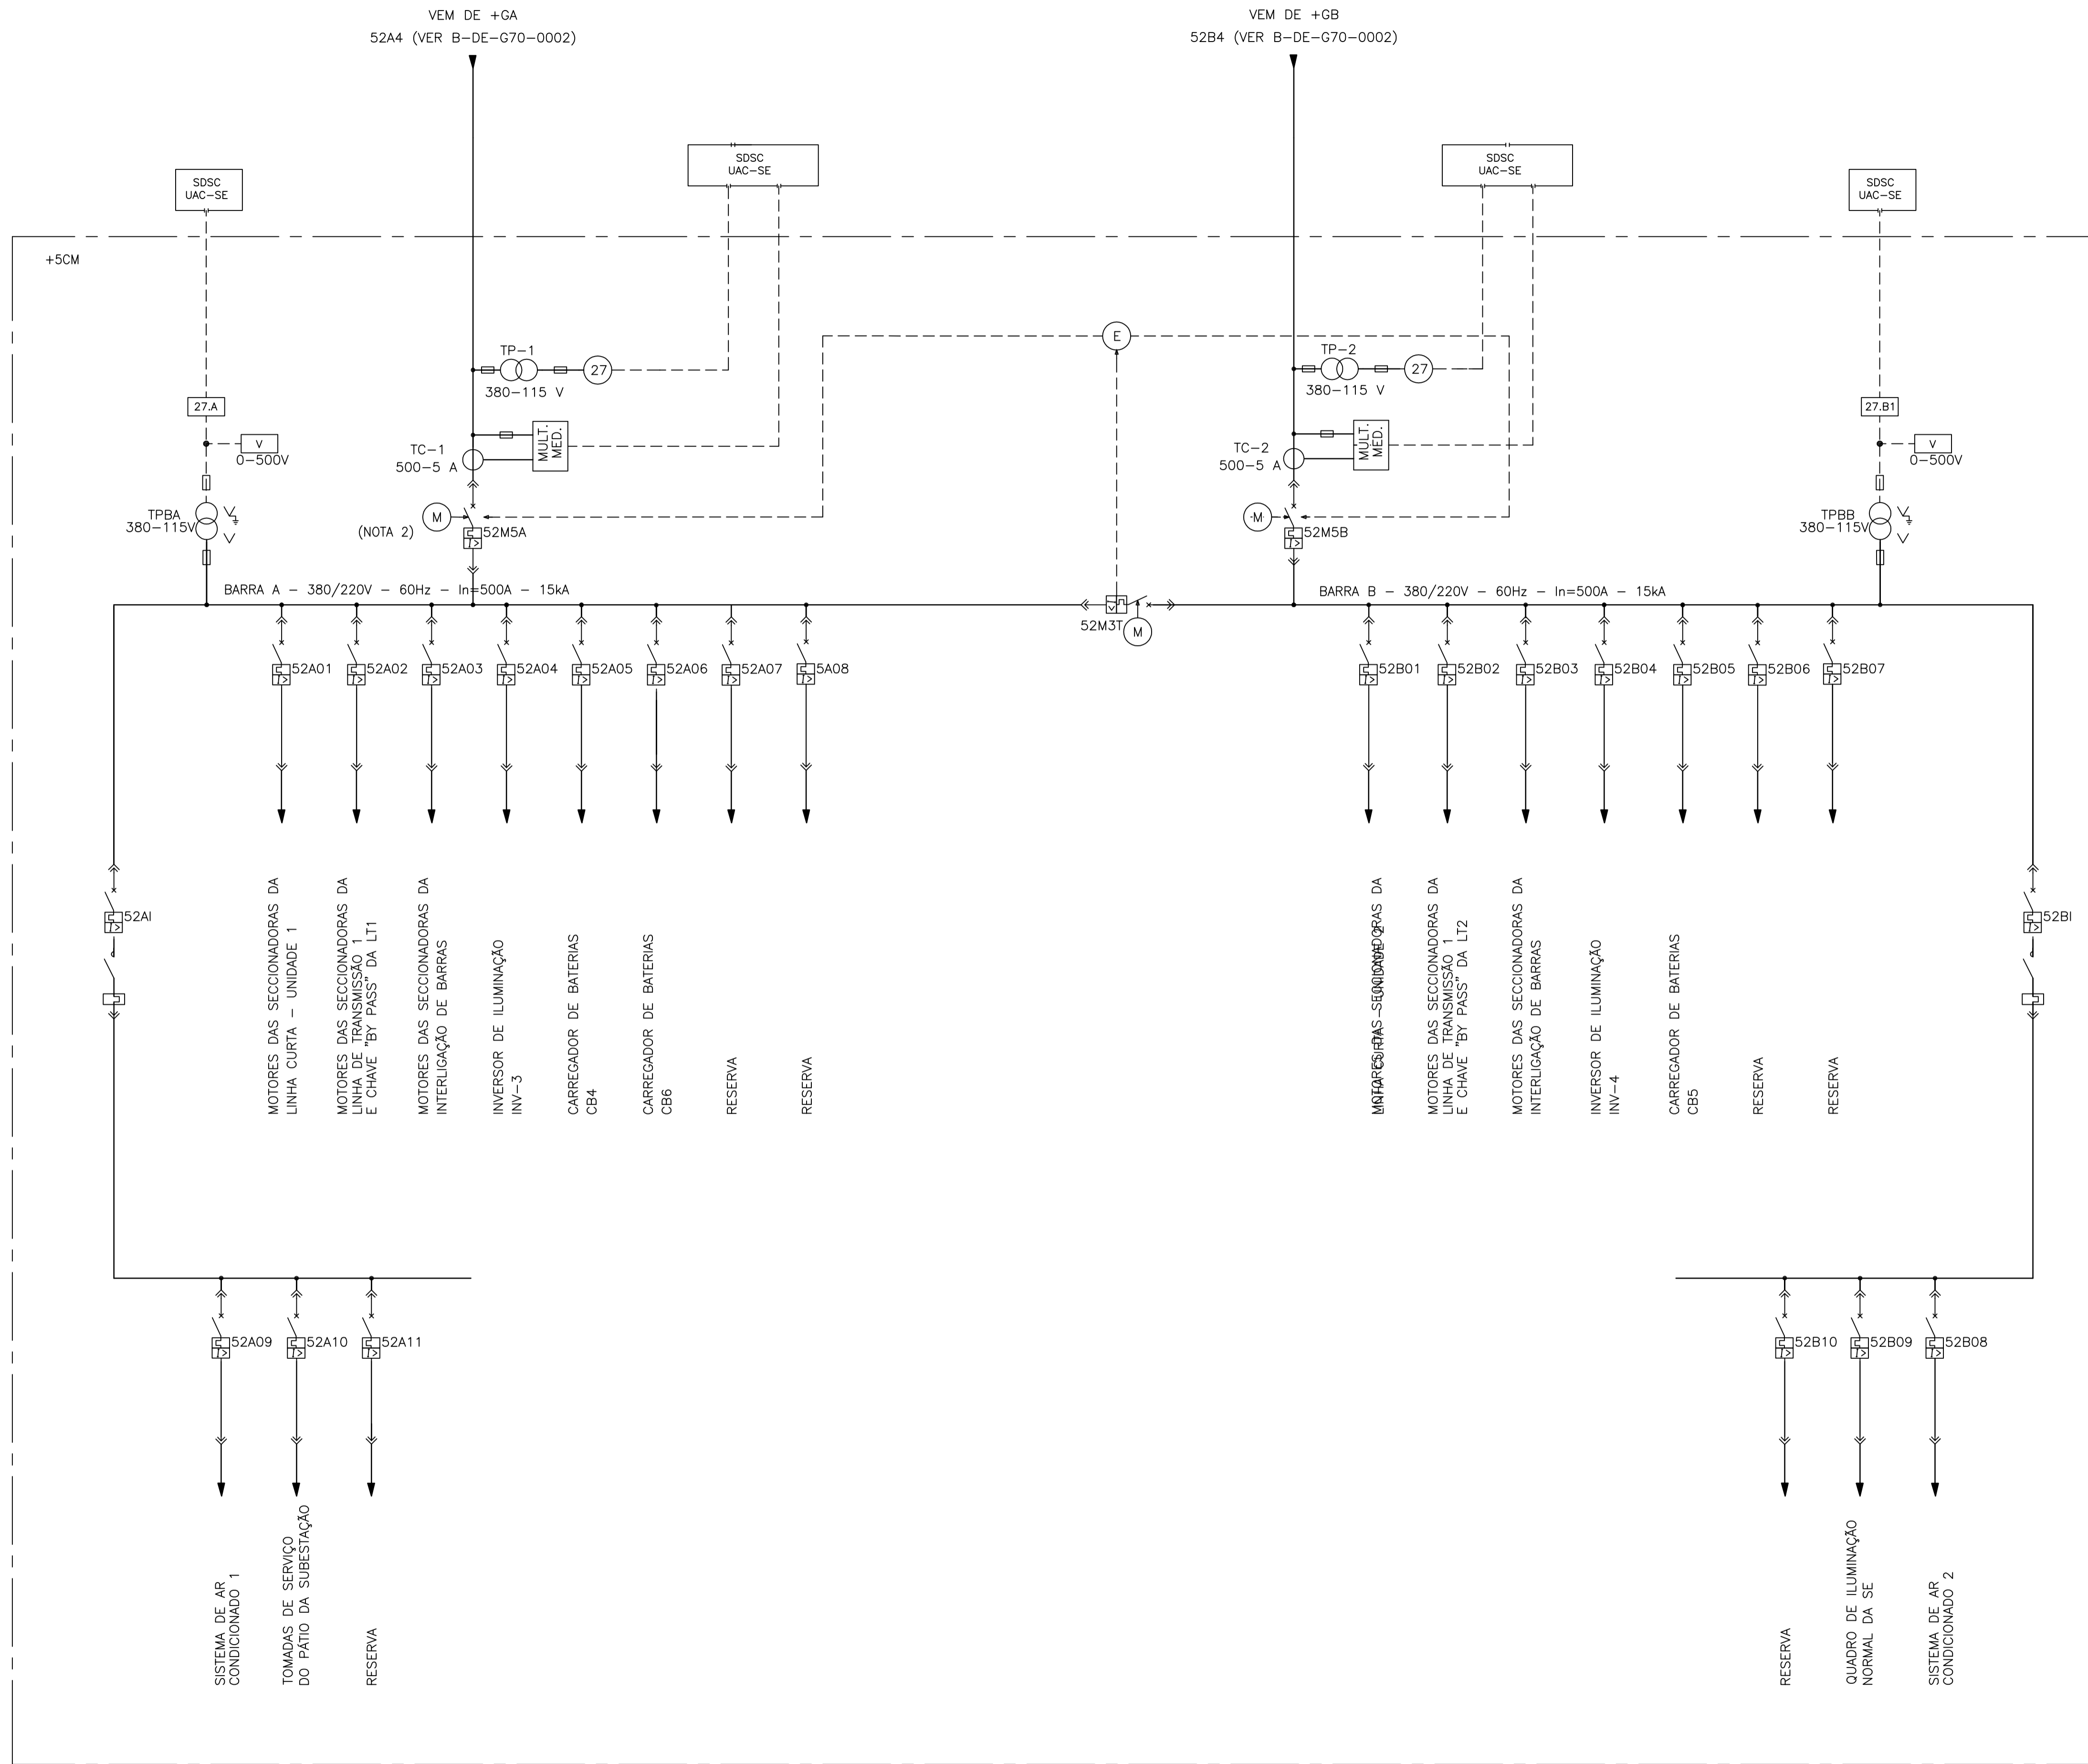 VEM DE +GA
52A4 (VER B-DE-G70-0002)
VEM DE +GB
52B4 (VER B-DE-G70-0002)
SDSC
UAC-SE
SDSC
UAC-SE
SDSC
UAC-SE
SDSC
UAC-SE
+5CM
E
TP-1
27
380-115 V
TP-2
27
380-115 V
27.A
V
0-500V
27.B1
V
0-500V
TC-1
500-5 A
MULT.
MED.
TC-2
500-5 A
MULT.
MED.
TPBA
380-115V
M
(NOTA 2)
52M5A
M
52M5B
TPBB
380-115V
BARRA A - 380/220V - 60Hz - In=500A - 15kA
BARRA B - 380/220V - 60Hz - In=500A - 15kA
52M3T
M
52A01
52A02
52A03
52A04
52A05
52A06
52A07
5A08
52B01
52B02
52B03
52B04
52B05
52B06
52B07
52AI
52BI
MOTORES DAS SECCIONADORAS DA
LINHA CURTA - UNIDADE 1
MOTORES DAS SECCIONADORAS DA
LINHA DE TRANSMISSÃO 1
E CHAVE "BY PASS" DA LT1
MOTORES DAS SECCIONADORAS DA
INTERLIGAÇÃO DE BARRAS
INVERSOR DE ILUMINAÇÃO
INV-3
CARREGADOR DE BATERIAS
CB4
CARREGADOR DE BATERIAS
CB6
RESERVA
RESERVA
MOTORES DAS SECCIONADORAS DA
LINHA CURTA - UNIDADE 2
MOTORES DAS SECCIONADORAS DA
LINHA DE TRANSMISSÃO 1
E CHAVE "BY PASS" DA LT2
MOTORES DAS SECCIONADORAS DA
INTERLIGAÇÃO DE BARRAS
INVERSOR DE ILUMINAÇÃO
INV-4
CARREGADOR DE BATERIAS
CB5
RESERVA
RESERVA
52A09
52A10
52A11
52B10
52B09
52B08
SISTEMA DE AR
CONDICIONADO 1
TOMADAS DE SERVIÇO
DO PÁTIO DA SUBESTAÇÃO
RESERVA
RESERVA
QUADRO DE ILUMINAÇÃO
NORMAL DA SE
SISTEMA DE AR
CONDICIONADO 2